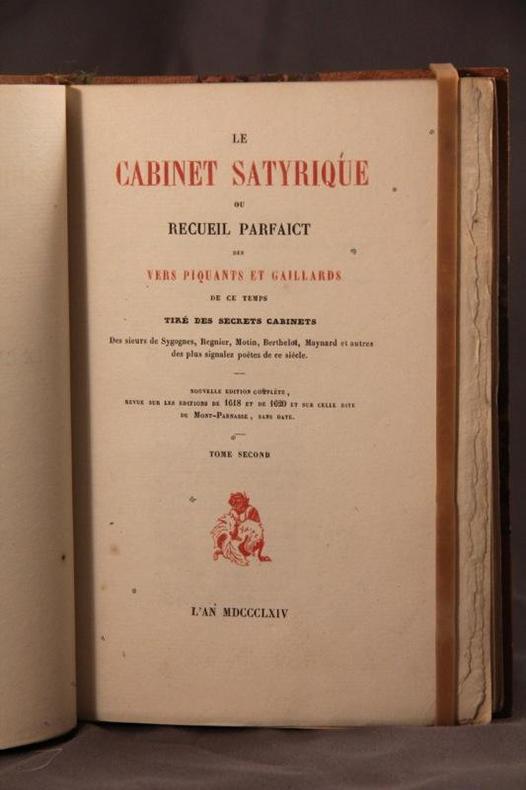 LE
CABINET SATYRIQUE
OU
RECUEIL PARFAICT
DES
VERS PIQUANTS ET GAILLARDS
DE CE TEMPS
TIRÉ DES SECRETS CABINETS
Des sieurs de Sygognes, Regnier, Motin, Berthelot, Maynard et autres
des plus signalez poëtes de ce siècle.
NOUVELLE EDITION COMPLÈTE,
REVUE SUR LES EDITIONS DE 1618 ET DE 1620 ET SUR CELLE DITE
DE MONT-PARNASSE, SANS DATE.
TOME SECOND
L'AN MDCCCLXIV